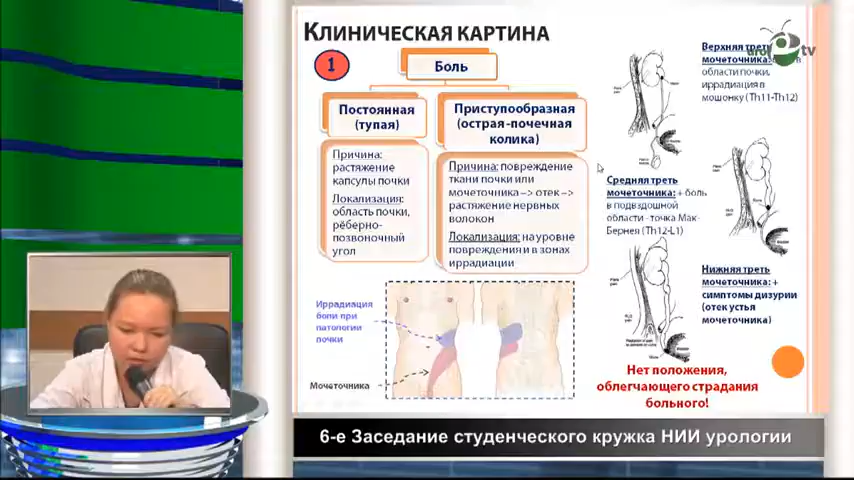 Клиническая картина
1
Боль
Постоянная
(тупая)
Причина:
растяжение
капсулы почки
Локализация:
область почки,
рёберно-
позвоночный
угол
Приступообразная
(острая-почечная
колика)
Причина: повреждение
ткани почки или
мочеточника –> отек –>
растяжение нервных
волокон
Локализация: на уровне
повреждения и в зонах
иррадиации
Верхняя треть
мочеточника:
области почки,
иррадиация в
мошонку (Th11-Th12)
Средняя треть
мочеточника: + боль
в подвздошной
области - точка Мак-
Бернея (Th12-L1)
Нижняя треть
мочеточника: +
симптомы дизурии
(отек устья
мочеточника)
Иррадиация
боли при
патологии
почки
Мочеточника
Нет положения,
облегчающего страдания
больного!
uro tv
6-е Заседание студенческого кружка НИИ урологии